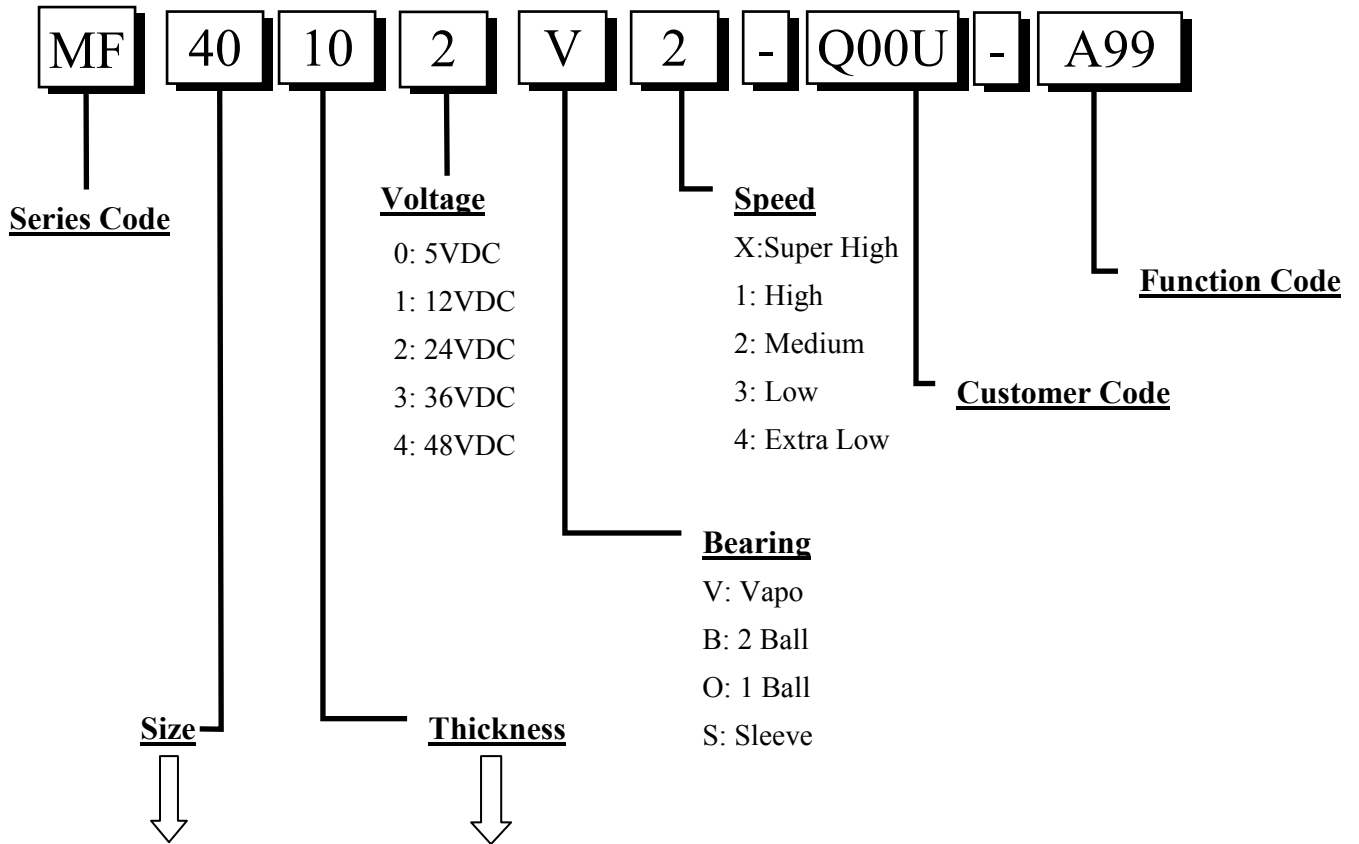 MF 40 10 2 V 2 - Q00U - A99
Series Code
Voltage
0: 5VDC
1: 12VDC
2: 24VDC
3: 36VDC
4: 48VDC
Speed
X:Super High
1: High
2: Medium
3: Low
4: Extra Low
Function Code
Customer Code
Bearing
V: Vapo
B: 2 Ball
O: 1 Ball
S: Sleeve
Size
Thickness